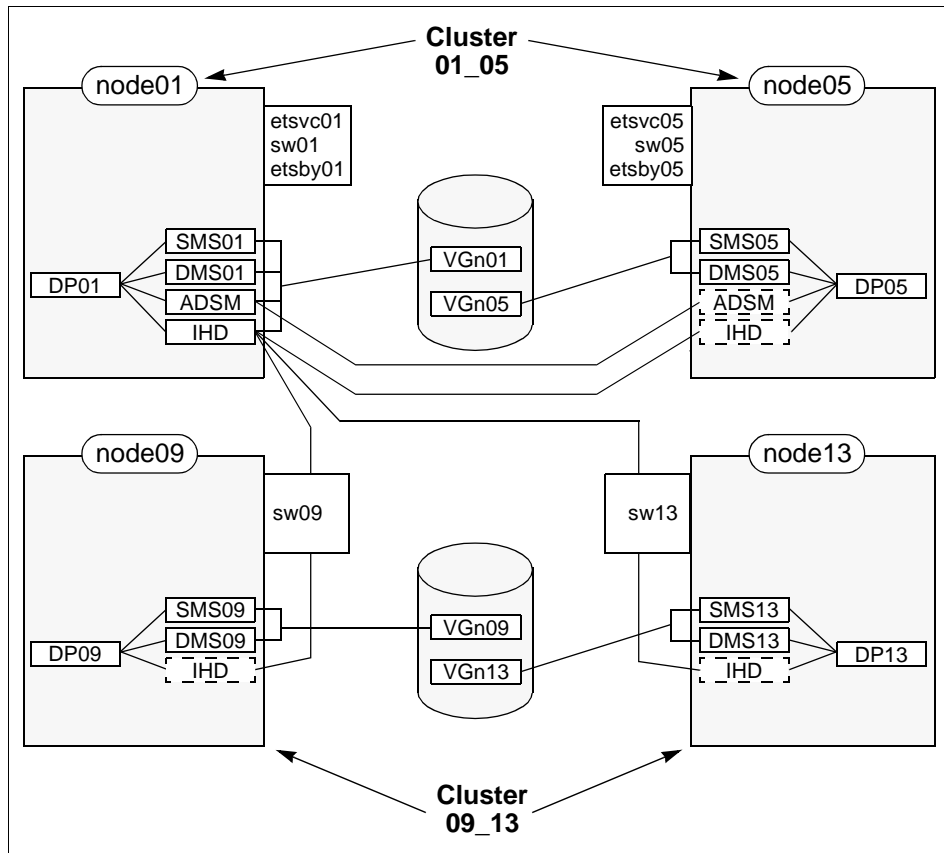 Cluster
01_05
node01
node05
etsvc01
sw01
etsby01
etsvc05
sw05
etsby05
SMS01
DMS01
ADSM
IHD
DP01
VGn01
VGn05
SMS05
DMS05
ADSM
IHD
DP05
node09
node13
sw09
sw13
SMS09
DMS09
IHD
DP09
VGn09
VGn13
SMS13
DMS13
IHD
DP13
Cluster
09_13